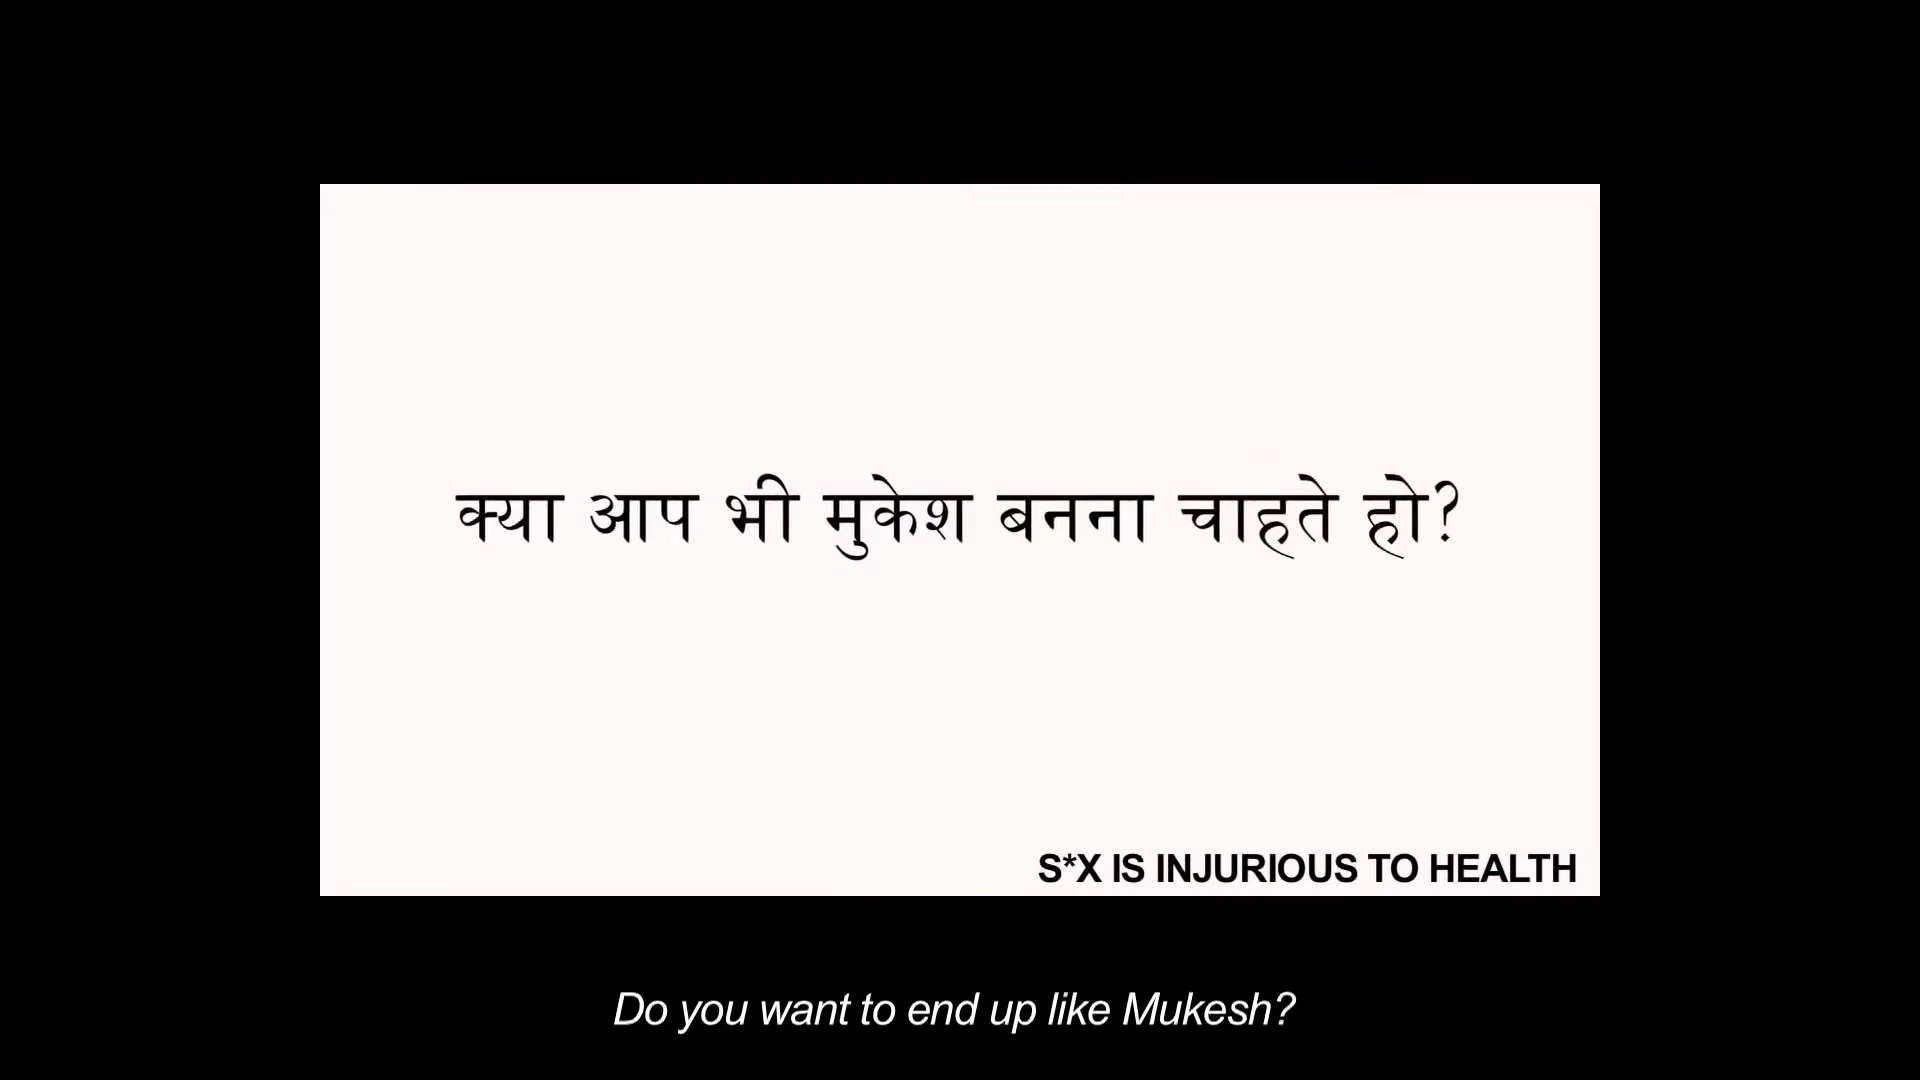 क्या आप भी मुकेश बनना चाहते हो?
S*X IS INJURIOUS TO HEALTH
Do you want to end up like Mukesh?